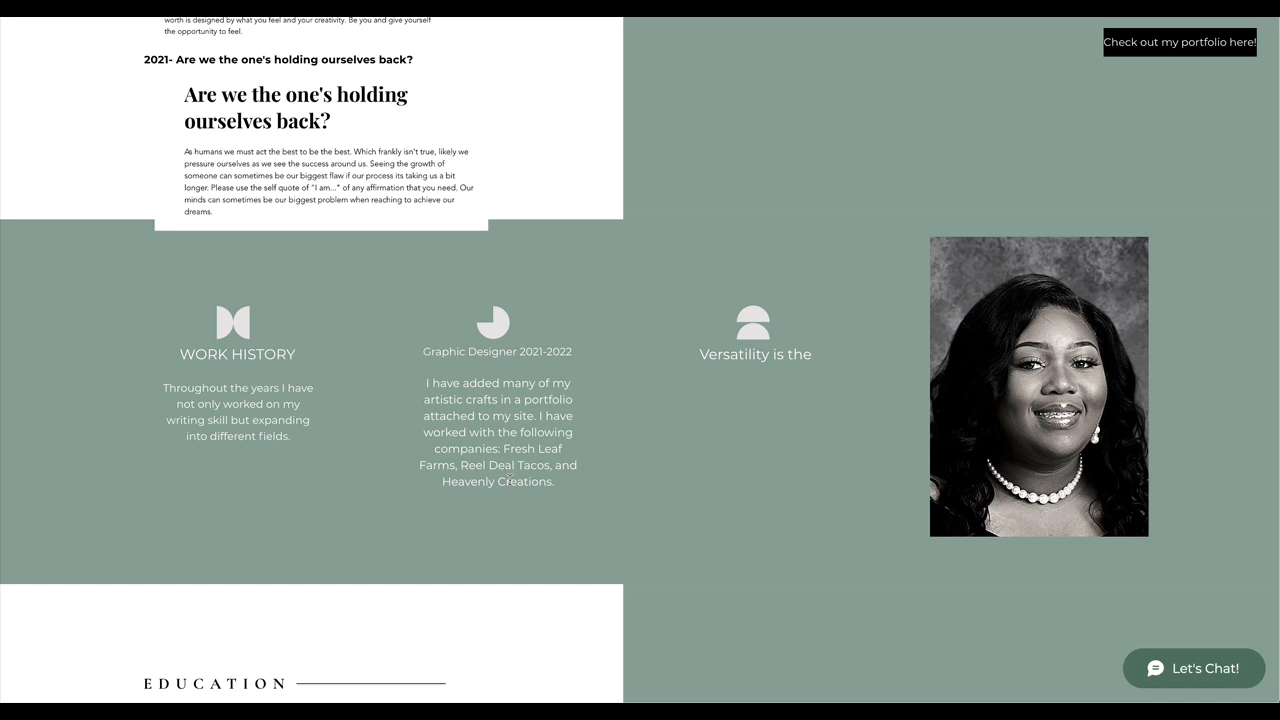 worth is designed by what you feel and your creativity. Be you and give yourself
the opportunity to feel.
Check out my portfolio here!
2021- Are we the one's holding ourselves back?
Are we the one's holding
ourselves back?
As humans we must act the best to be the best. Which frankly isn't true, likely we
pressure ourselves as we see the success around us. Seeing the growth of
someone can sometimes be our biggest flaw if our process its taking us a bit
longer. Please use the self quote of "I am..." of any affirmation that you need. Our
minds can sometimes be our biggest problem when reaching to achieve our
dreams.
WORK HISTORY
Throughout the years I have
not only worked on my
writing skill but expanding
into different fields.
Graphic Designer 2021-2022
I have added many of my
artistic crafts in a portfolio
attached to my site. I have
worked with the following
companies: Fresh Leaf
Farms, Reel Deal Tacos, and
Heavenly Creations.
Versatility is the
EDUCATION
Let's Chat!